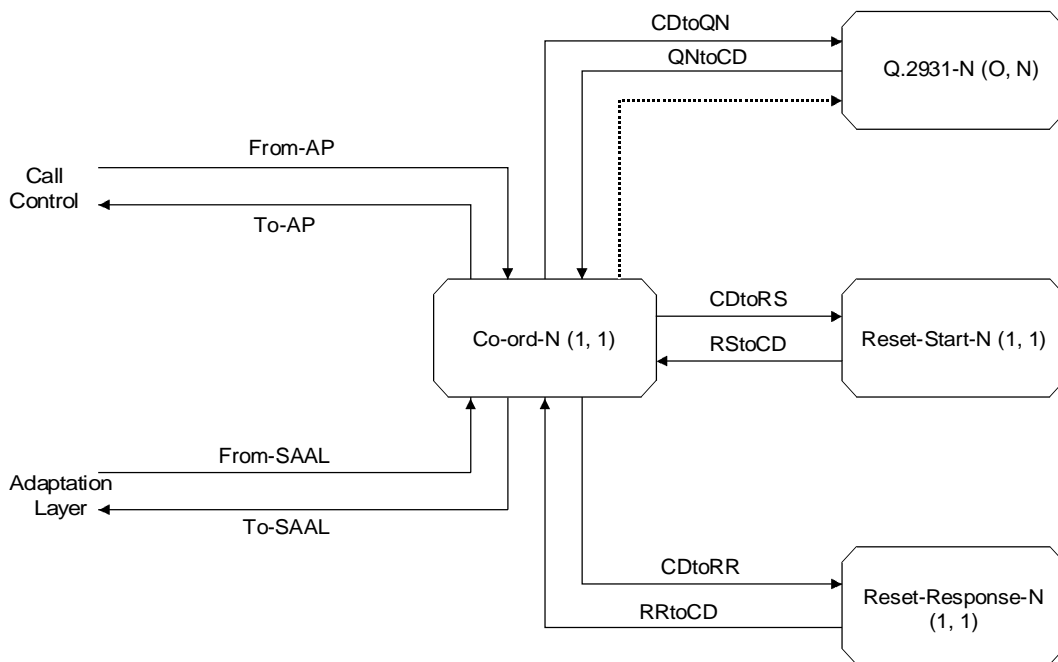 CDtoQN
QNtoCD
Q.2931-N (O, N)
From-AP
Call
Control
To-AP
CDtoRS
Co-ord-N (1, 1)
Reset-Start-N (1, 1)
RStoCD
From-SAAL
Adaptation
Layer
To-SAAL
CDtoRR
Reset-Response-N
(1, 1)
RRtoCD